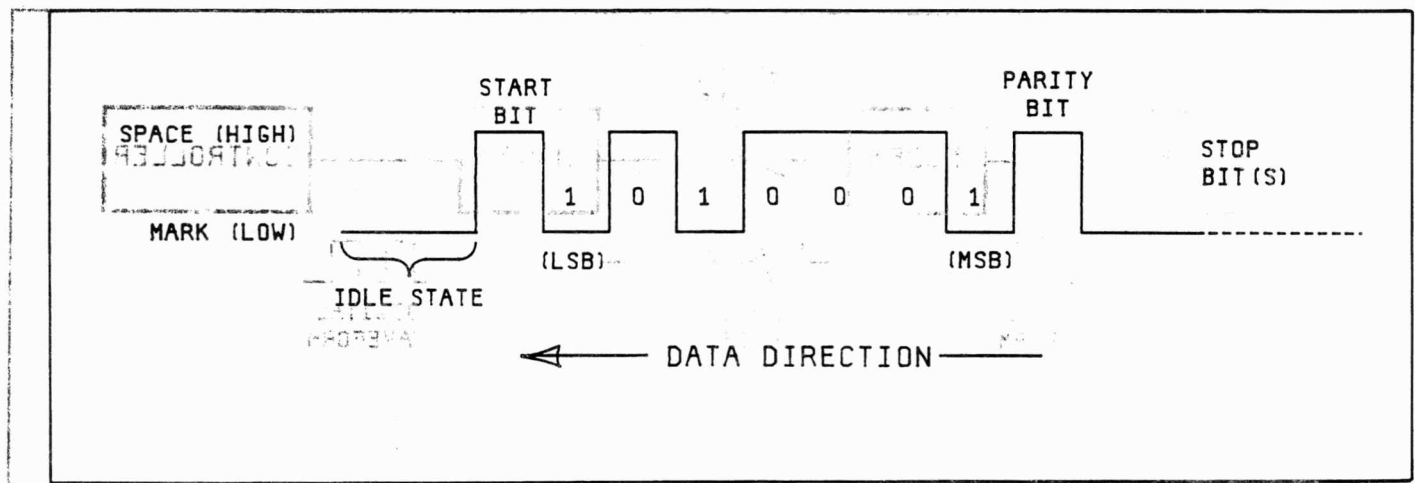 START
BIT
PARITY
BIT
SPACE (HIGH)
STOP
BIT(S)
1 0 1 0 0 0 1
MARK (LOW)
(LSB) (MSB)
IDLE STATE
DATA DIRECTION